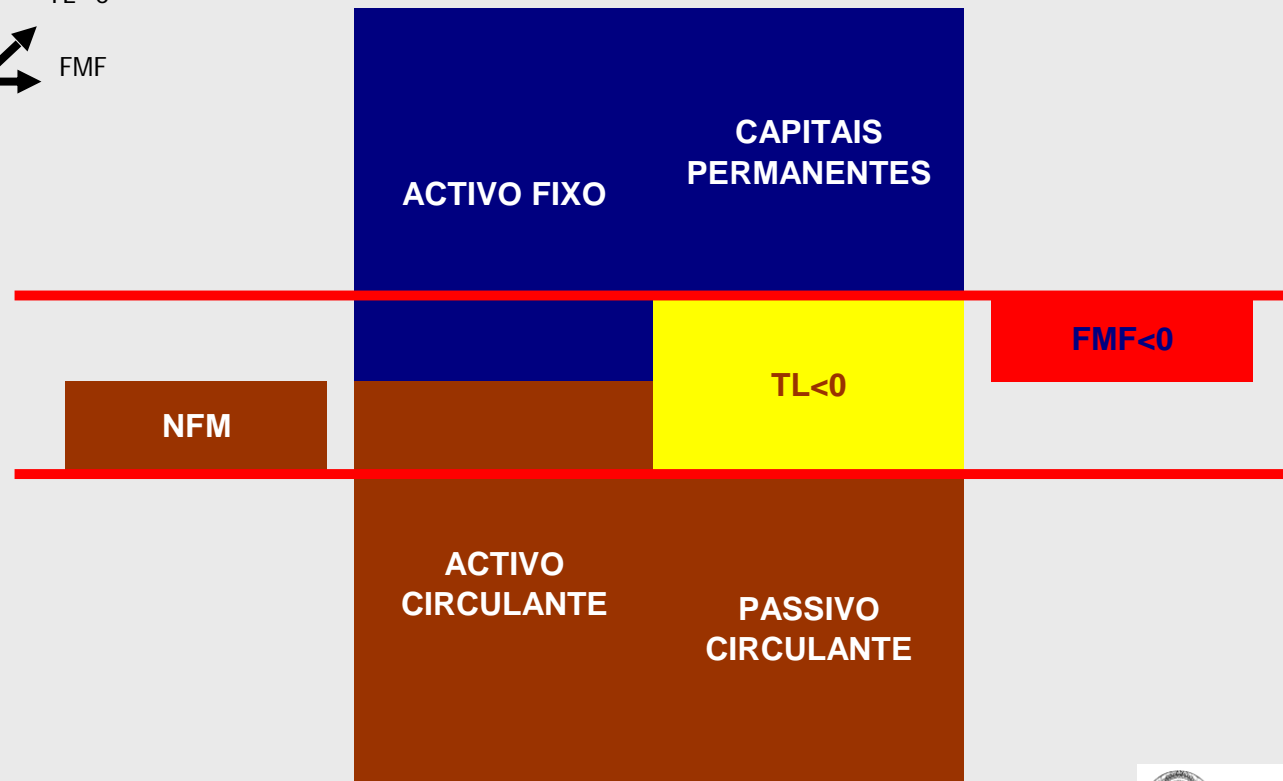 FMF
CAPITAIS
PERMANENTES
ACTIVO FIXO
FMF<0
TL<0
NFM
ACTIVO
CIRCULANTE
PASSIVO
CIRCULANTE